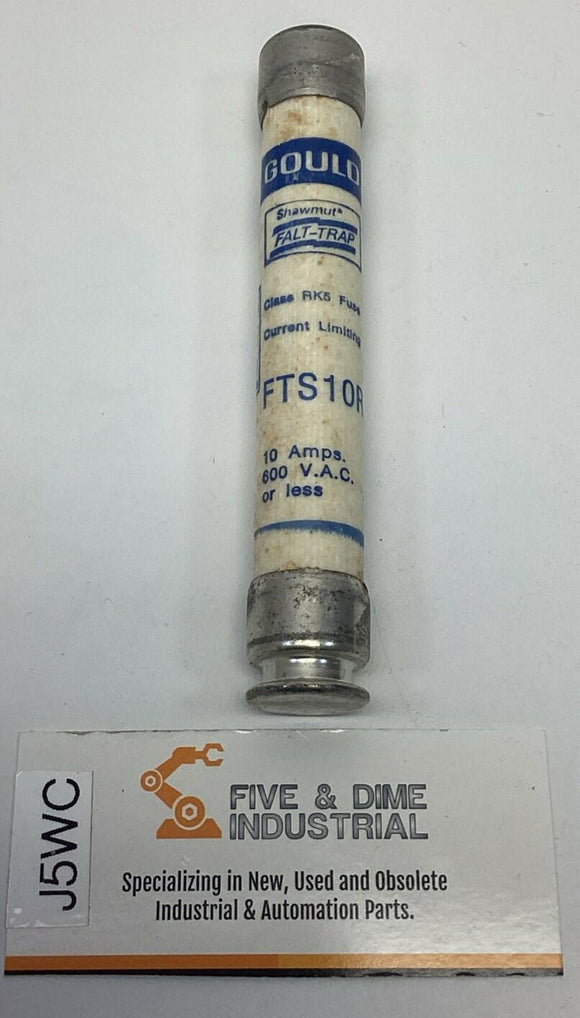 GOULD
Shawmut®
FALT-TRAP
Class RK5 Fuse
Current Limiting
FTS10R
10 Amps.
600 V.A.C.
or less
J5WC
FIVE & DIME
INDUSTRIAL
Specializing in New, Used and Obsolete
Industrial & Automation Parts.